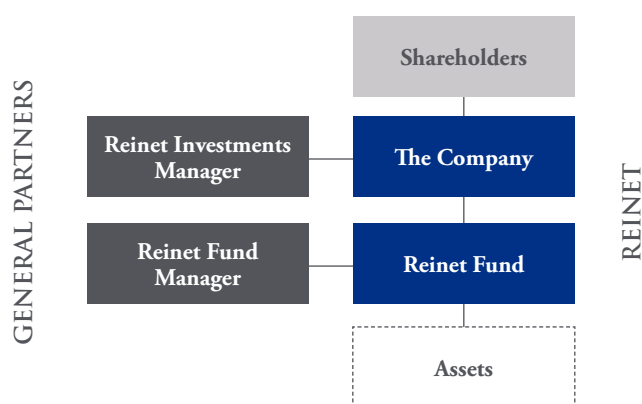 GENERAL PARTNERS
Shareholders
Reinet Investments
Manager
The Company
Reinet Fund
Manager
Reinet Fund
Assets
REINET